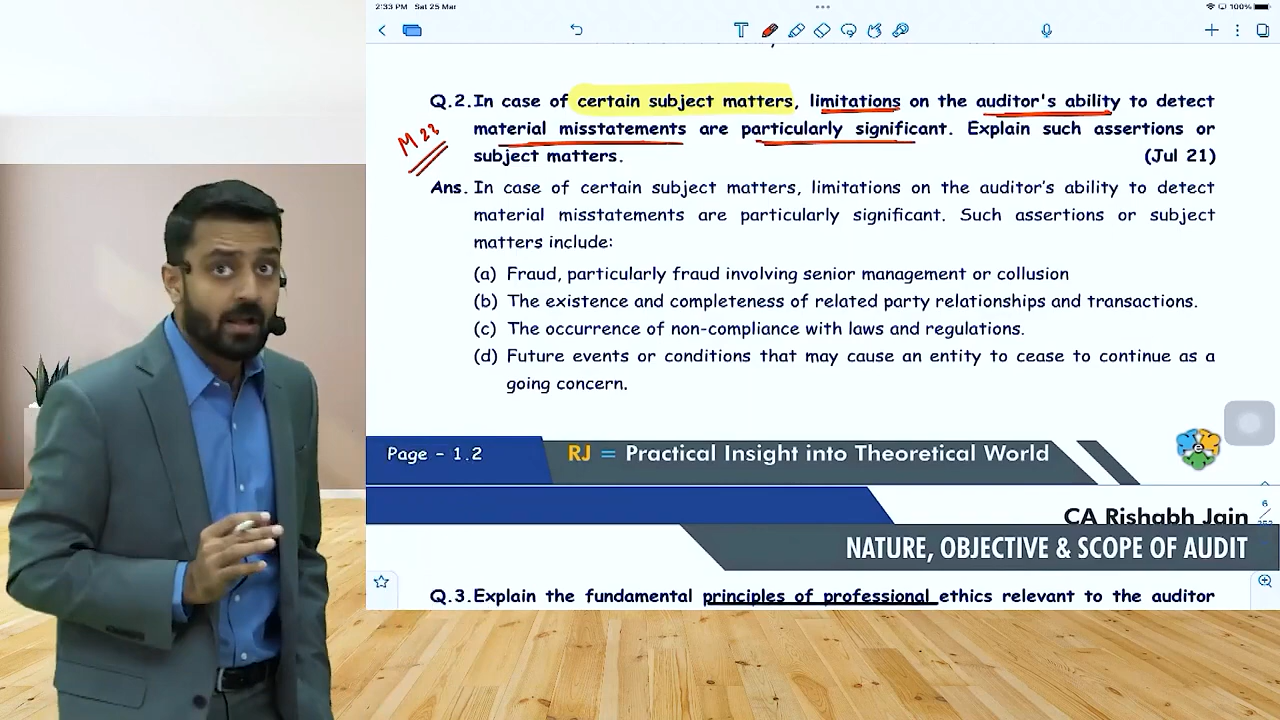 2:33 PM Sat 25 Mar
100%
Q.2. In case of certain subject matters, limitations on the auditor's ability to detect
material misstatements are particularly significant. Explain such assertions or
subject matters. (Jul 21)
M 23
Ans. In case of certain subject matters, limitations on the auditor's ability to detect
material misstatements are particularly significant. Such assertions or subject
matters include:
(a) Fraud, particularly fraud involving senior management or collusion
(b) The existence and completeness of related party relationships and transactions.
(c) The occurrence of non-compliance with laws and regulations.
(d) Future events or conditions that may cause an entity to cease to continue as a
going concern.
Page - 1.2
RJ = Practical Insight into Theoretical World
6
CA Rishabh Jain
NATURE, OBJECTIVE & SCOPE OF AUDIT
Q.3. Explain the fundamental principles of professional ethics relevant to the auditor